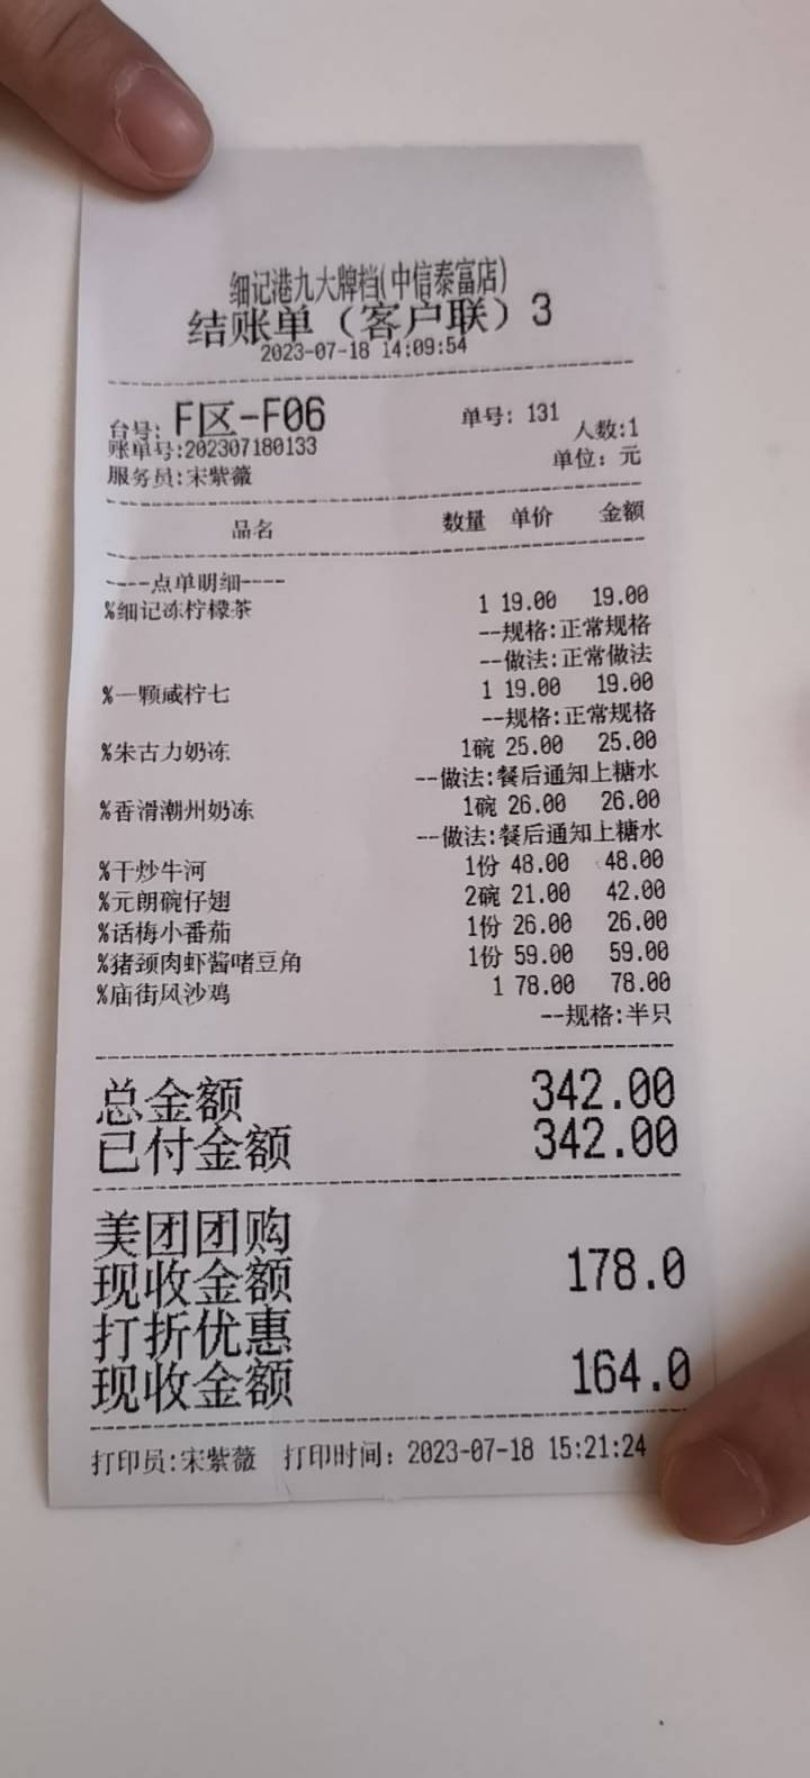 细记港九大牌档(中信泰富店)
结账单（客户联）3
2023-07-18 14:09:54
台号: F区-F06 单号: 131
账单号:202307180133 人数:1
服务员:宋紫薇 单位: 元
品名 数量 单价 金额
----点单明细----
%细记冻柠檬茶 1 19.00 19.00
--规格:正常规格
--做法:正常做法
%一颗咸柠七 1 19.00 19.00
--规格:正常规格
%朱古力奶冻 1碗 25.00 25.00
--做法:餐后通知上糖水
%香滑潮州奶冻 1碗 26.00 26.00
--做法:餐后通知上糖水
%干炒牛河 1份 48.00 48.00
%元朗碗仔翅 2碗 21.00 42.00
%话梅小番茄 1份 26.00 26.00
%猪颈肉虾酱啫豆角 1份 59.00 59.00
%庙街风沙鸡 1 78.00 78.00
--规格:半只
总金额 342.00
已付金额 342.00
美团团购
现收金额 178.0
打折优惠
现收金额 164.0
打印员:宋紫薇 打印时间: 2023-07-18 15:21:24